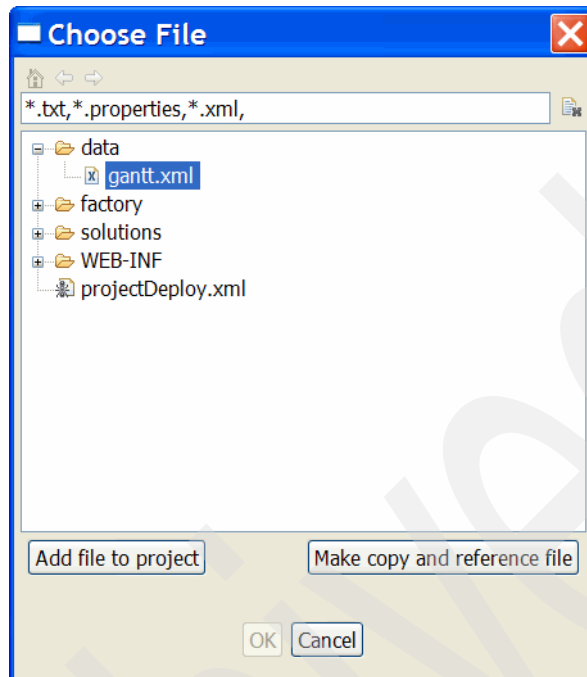 Choose File
*.txt,*.properties,*.xml,
data
gantt.xml
factory
solutions
WEB-INF
projectDeploy.xml
Add file to project
Make copy and reference file
OK
Cancel